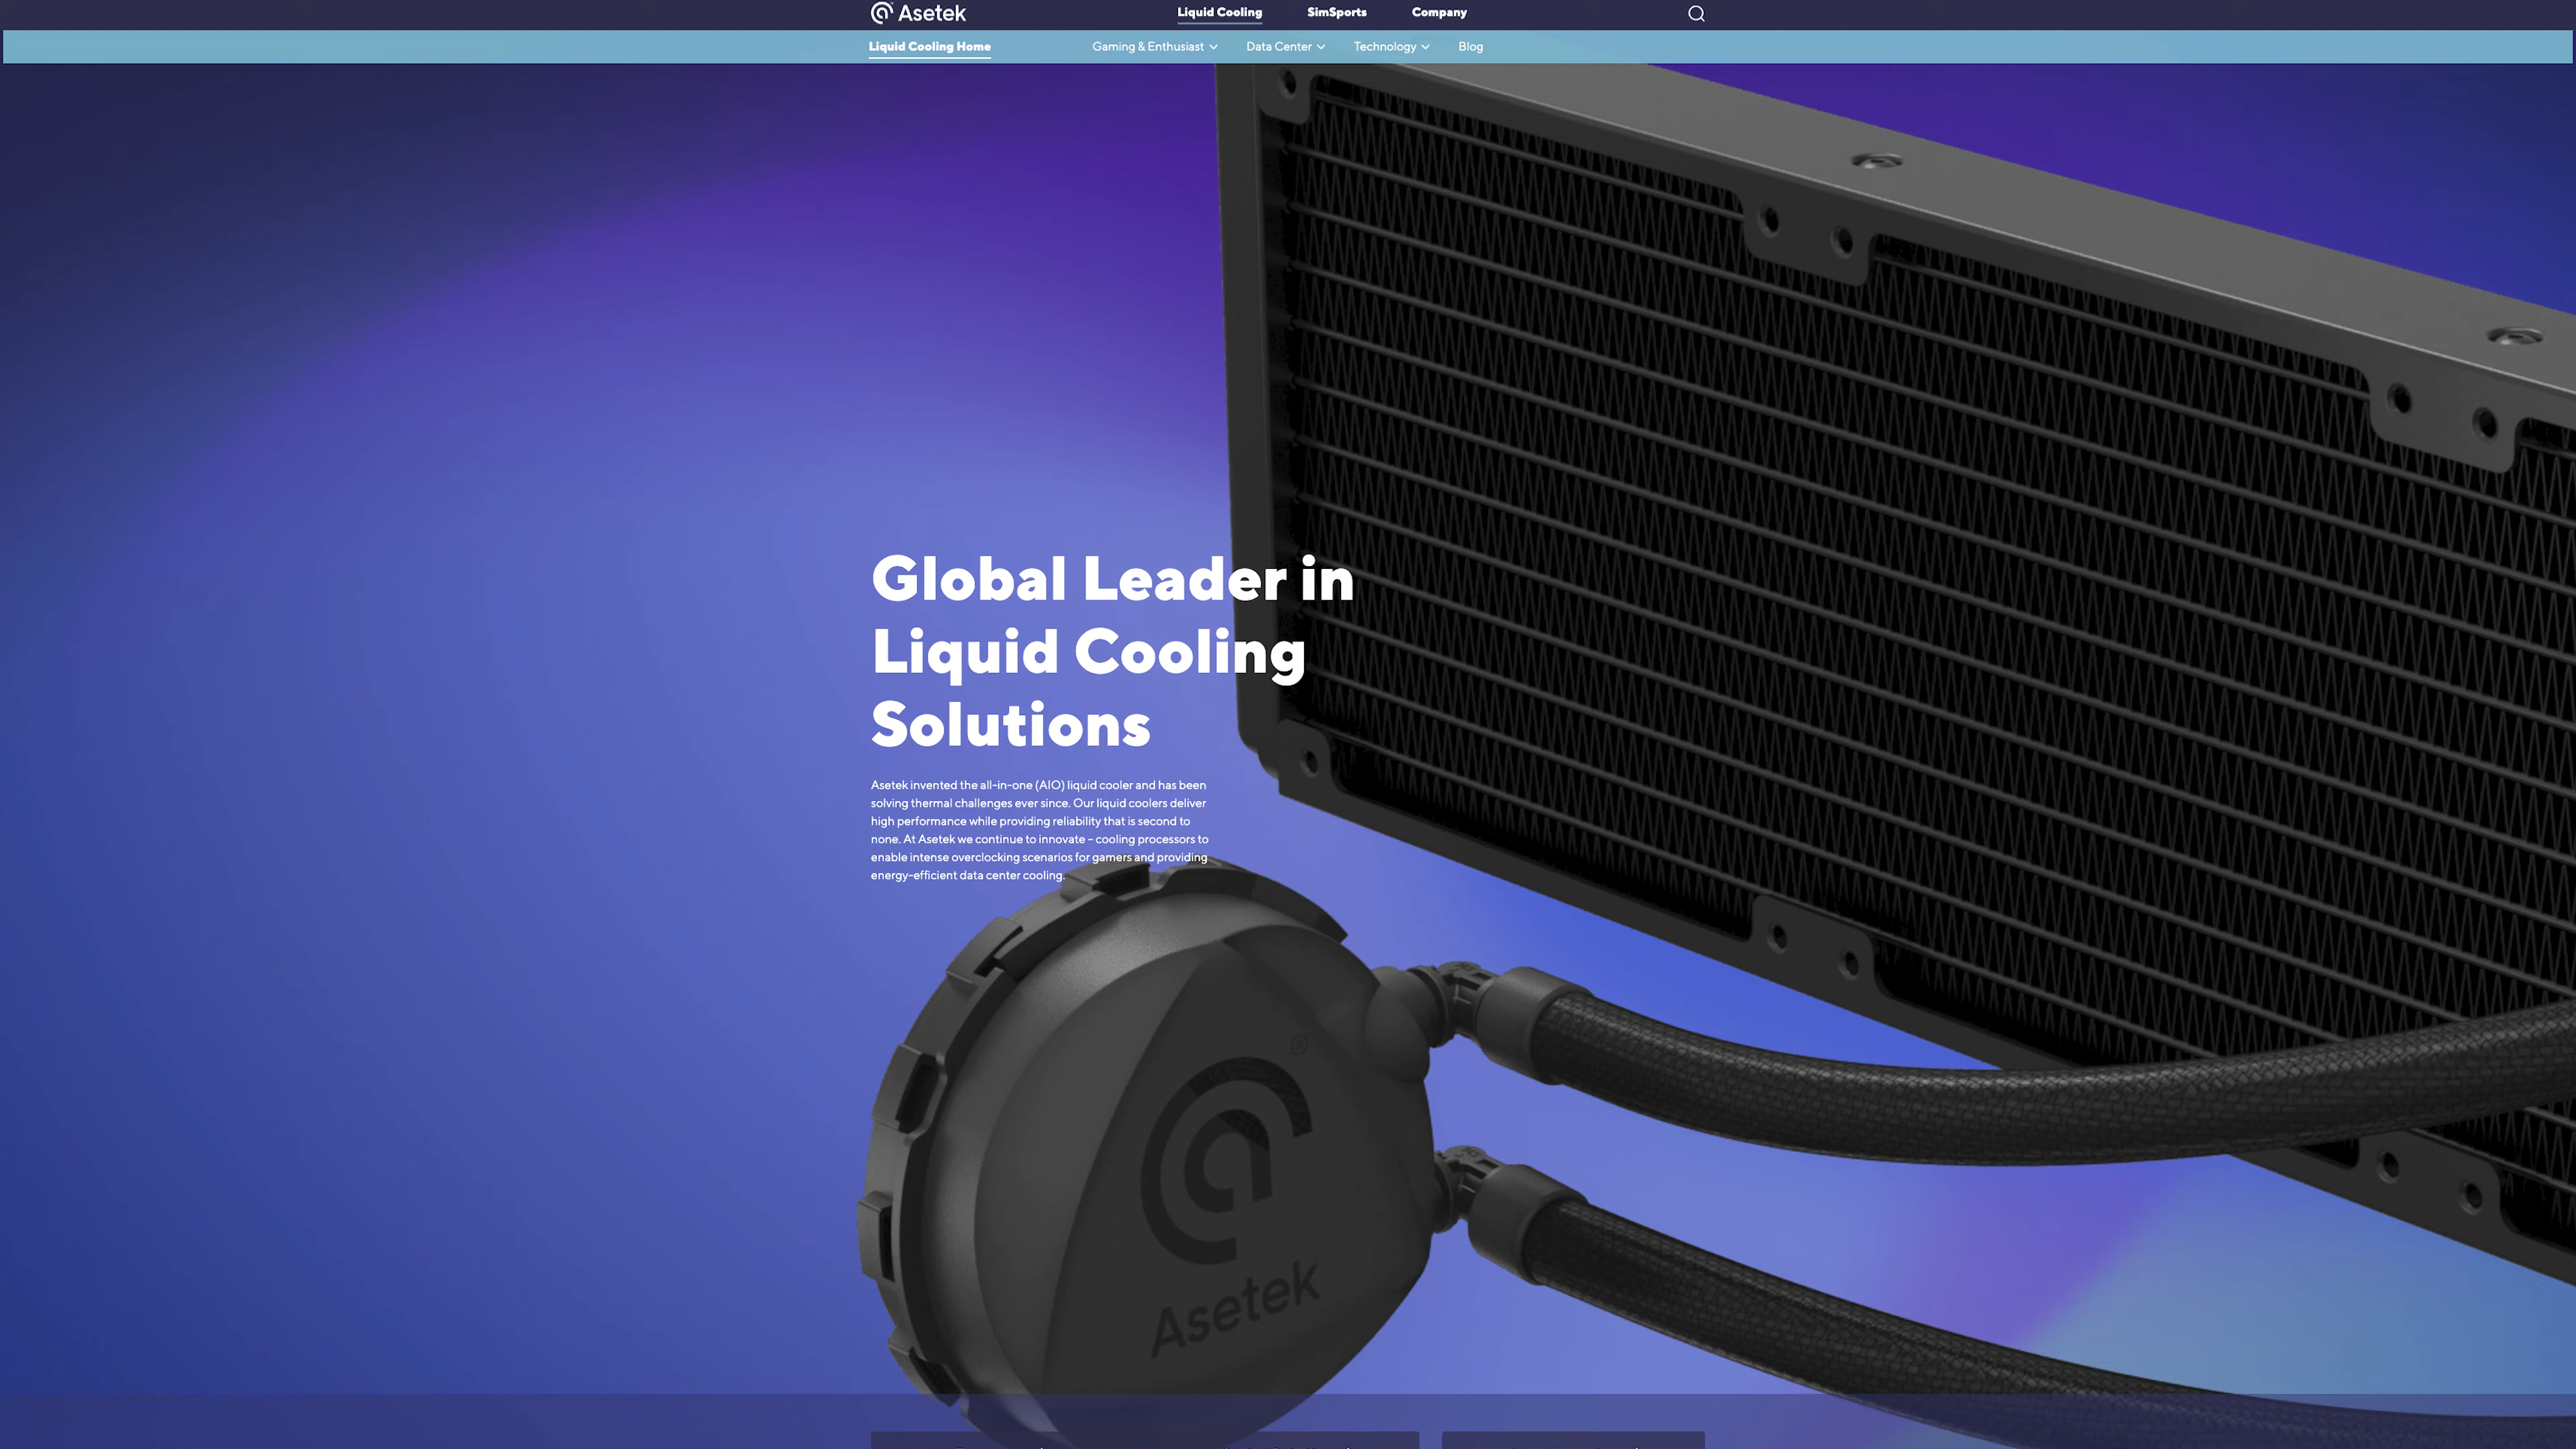 Asetek
Liquid Cooling
SimSports
Company
Liquid Cooling Home
Gaming & Enthusiast
Data Center
Technology
Blog
Global Leader in
Liquid Cooling
Solutions
Asetek invented the all-in-one (AIO) liquid cooler and has been
solving thermal challenges ever since. Our liquid coolers deliver
high performance while providing reliability that is second to
none. At Asetek we continue to innovate – cooling processors to
enable intense overclocking scenarios for gamers and providing
energy-efficient data center cooling.
®
Asetek